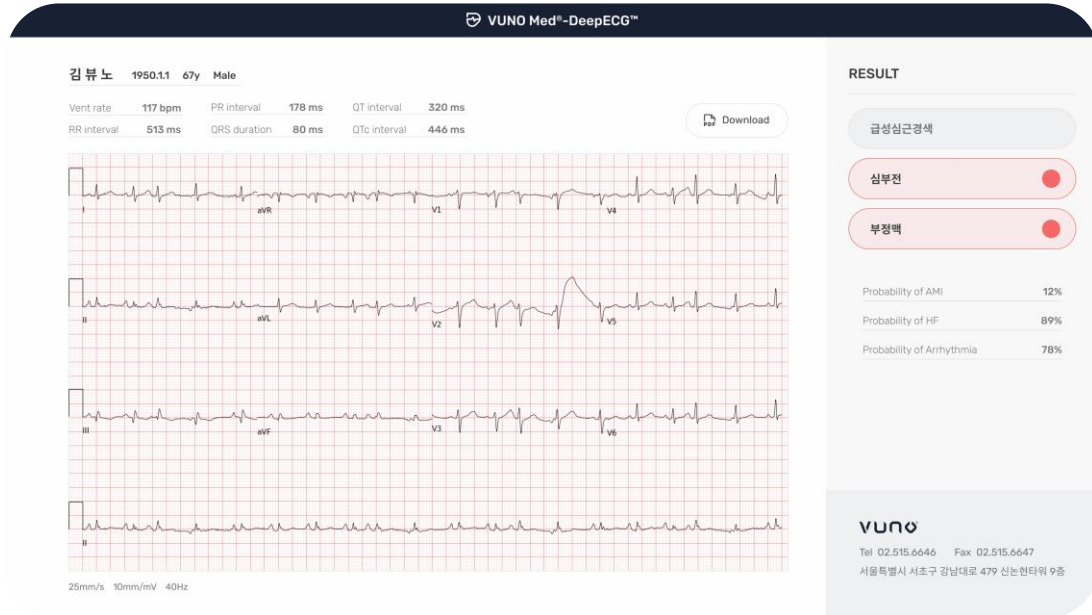 VUNO Med®-DeepECG™
김뷰노 1950.1.1 67y Male
Vent rate 117 bpm PR interval 178 ms QT interval 320 ms
RR interval 513 ms QRS duration 80 ms QTc interval 446 ms
PDF Download
I aVR V1 V4
II aVL V2 V5
III aVF V3 V6
II
25mm/s 10mm/mV 40Hz
RESULT
급성심근경색
심부전
부정맥
Probability of AMI 12%
Probability of HF 89%
Probability of Arrhythmia 78%
VUNO
Tel 02.515.6646 Fax 02.515.6647
서울특별시 서초구 강남대로 479 신논현타워 9층